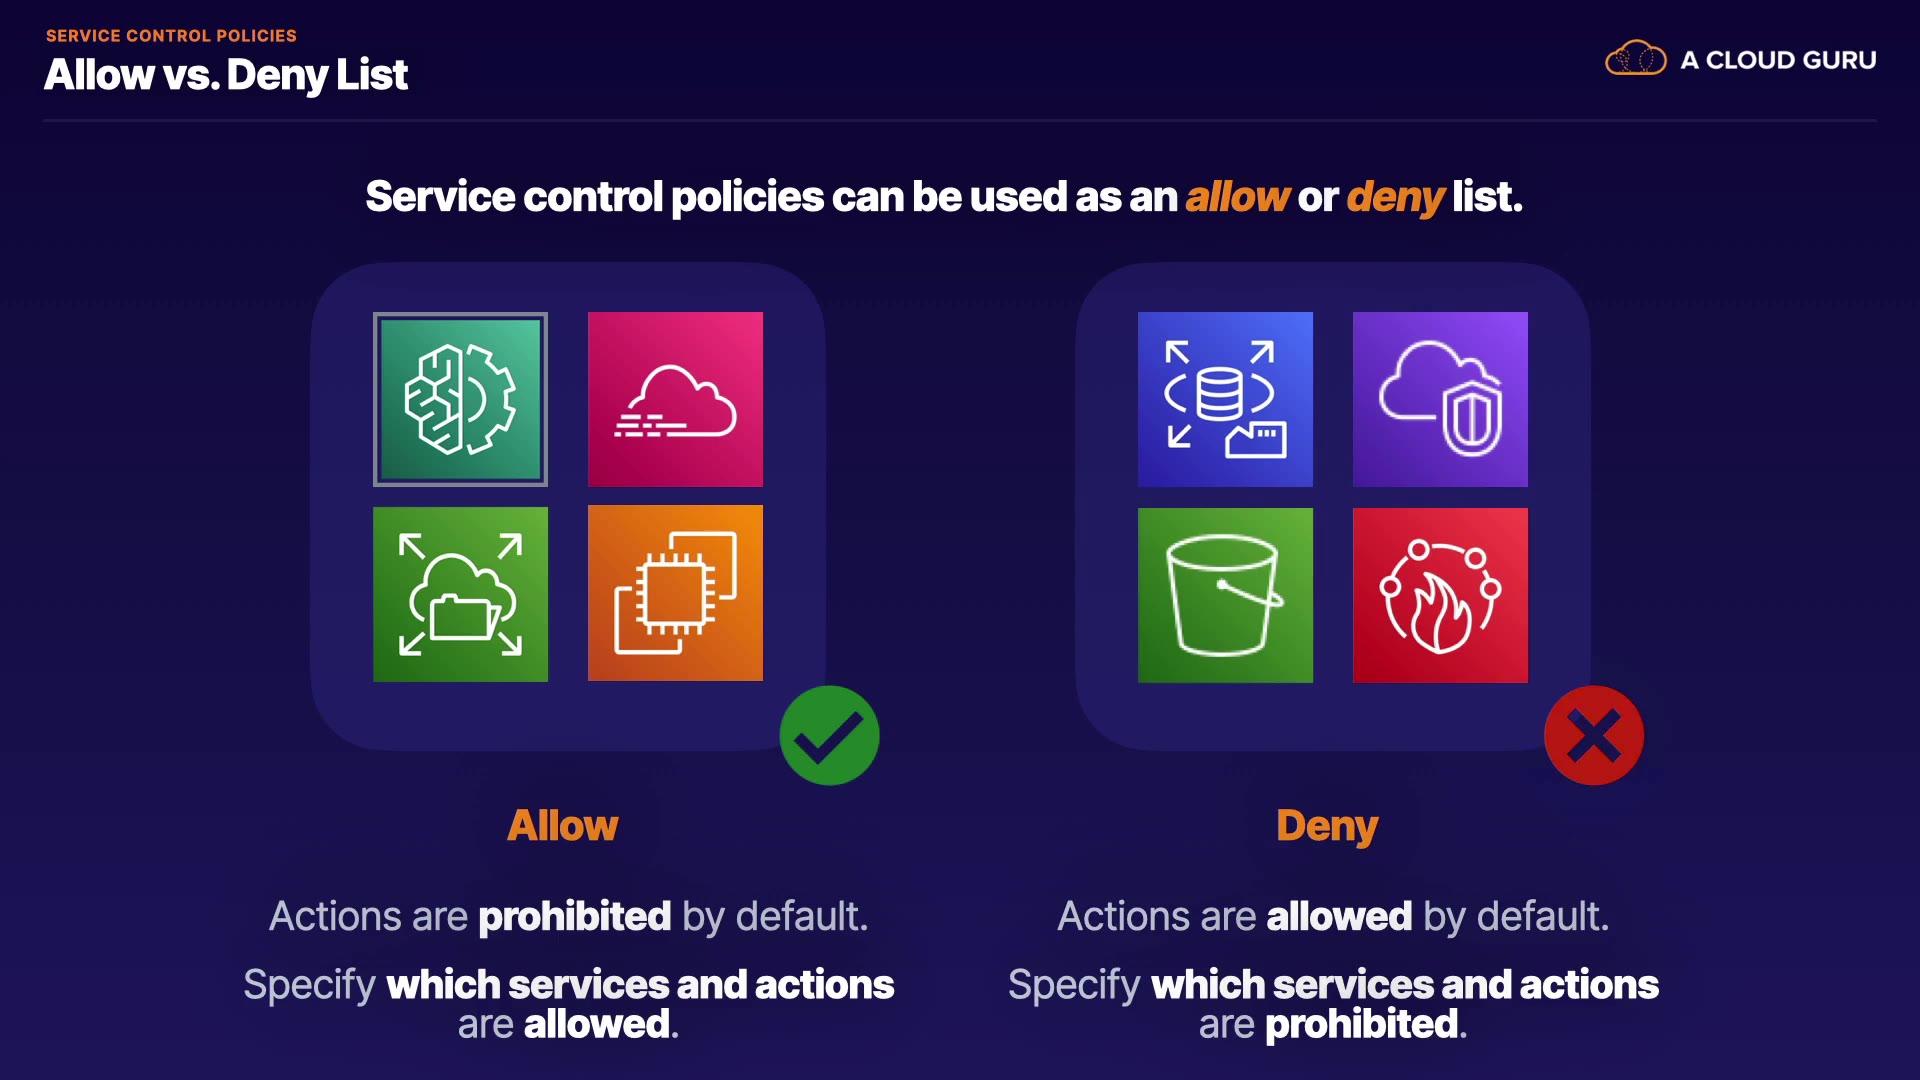 SERVICE CONTROL POLICIES
Allow vs. Deny List
A CLOUD GURU
Service control policies can be used as an allow or deny list.
Allow
Actions are prohibited by default.
Specify which services and actions
are allowed.
Deny
Actions are allowed by default.
Specify which services and actions
are prohibited.